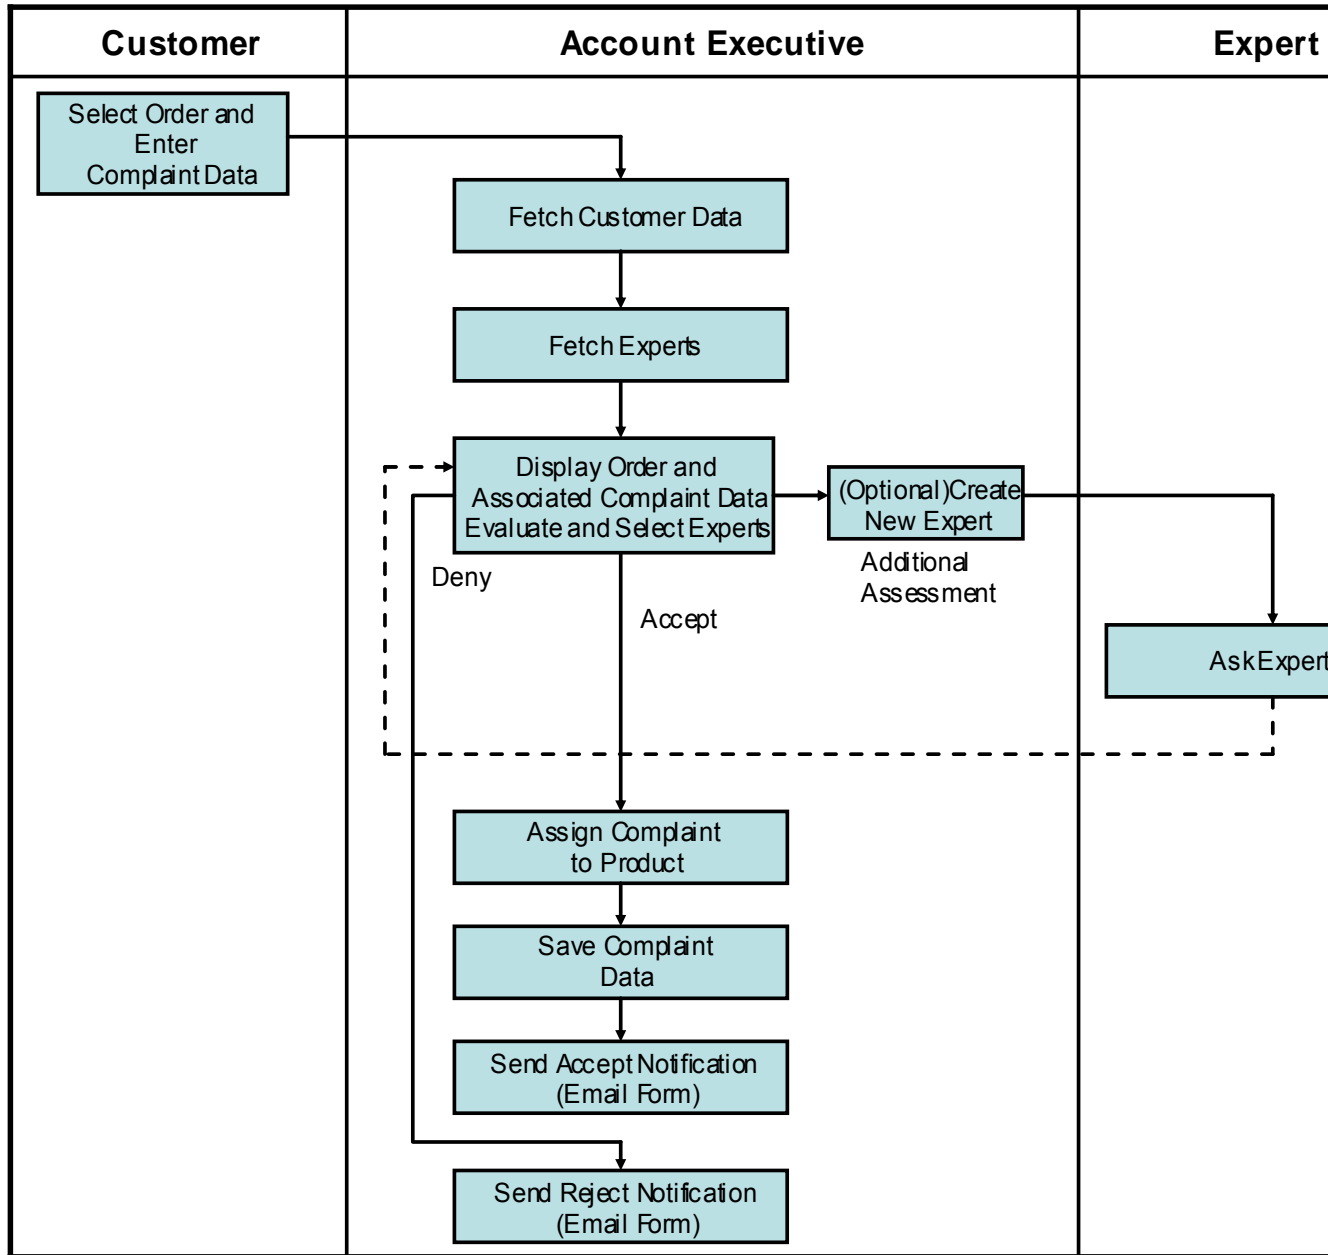 Customer
Account Executive
Expert
Select Order and
Enter
Complaint Data
Fetch Customer Data
Fetch Experts
Display Order and
Associated Complaint Data
Evaluate and Select Experts
(Optional)Create
New Expert
Additional
Assessment
Deny
Accept
Ask Expert
Assign Complaint
to Product
Save Complaint
Data
Send Accept Notification
(Email Form)
Send Reject Notification
(Email Form)